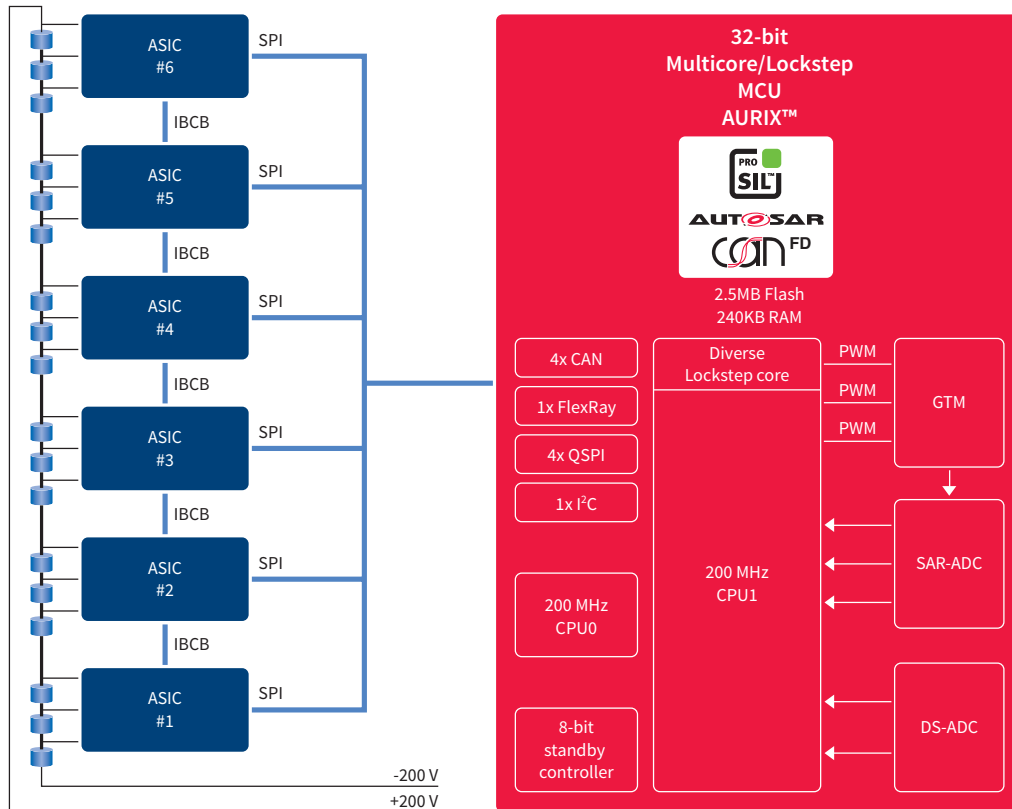 ASIC
#6
SPI
IBCB
ASIC
#5
SPI
IBCB
ASIC
#4
SPI
IBCB
ASIC
#3
SPI
IBCB
ASIC
#2
SPI
IBCB
ASIC
#1
SPI
-200 V
+200 V
32-bit
Multicore/Lockstep
MCU
AURIX™
PRO
SIL™
AUTOSAR
CAN FD
2.5MB Flash
240KB RAM
4x CAN
1x FlexRay
4x QSPI
1x I²C
200 MHz
CPU0
8-bit
standby
controller
Diverse
Lockstep core
200 MHz
CPU1
PWM
PWM
PWM
GTM
SAR-ADC
DS-ADC